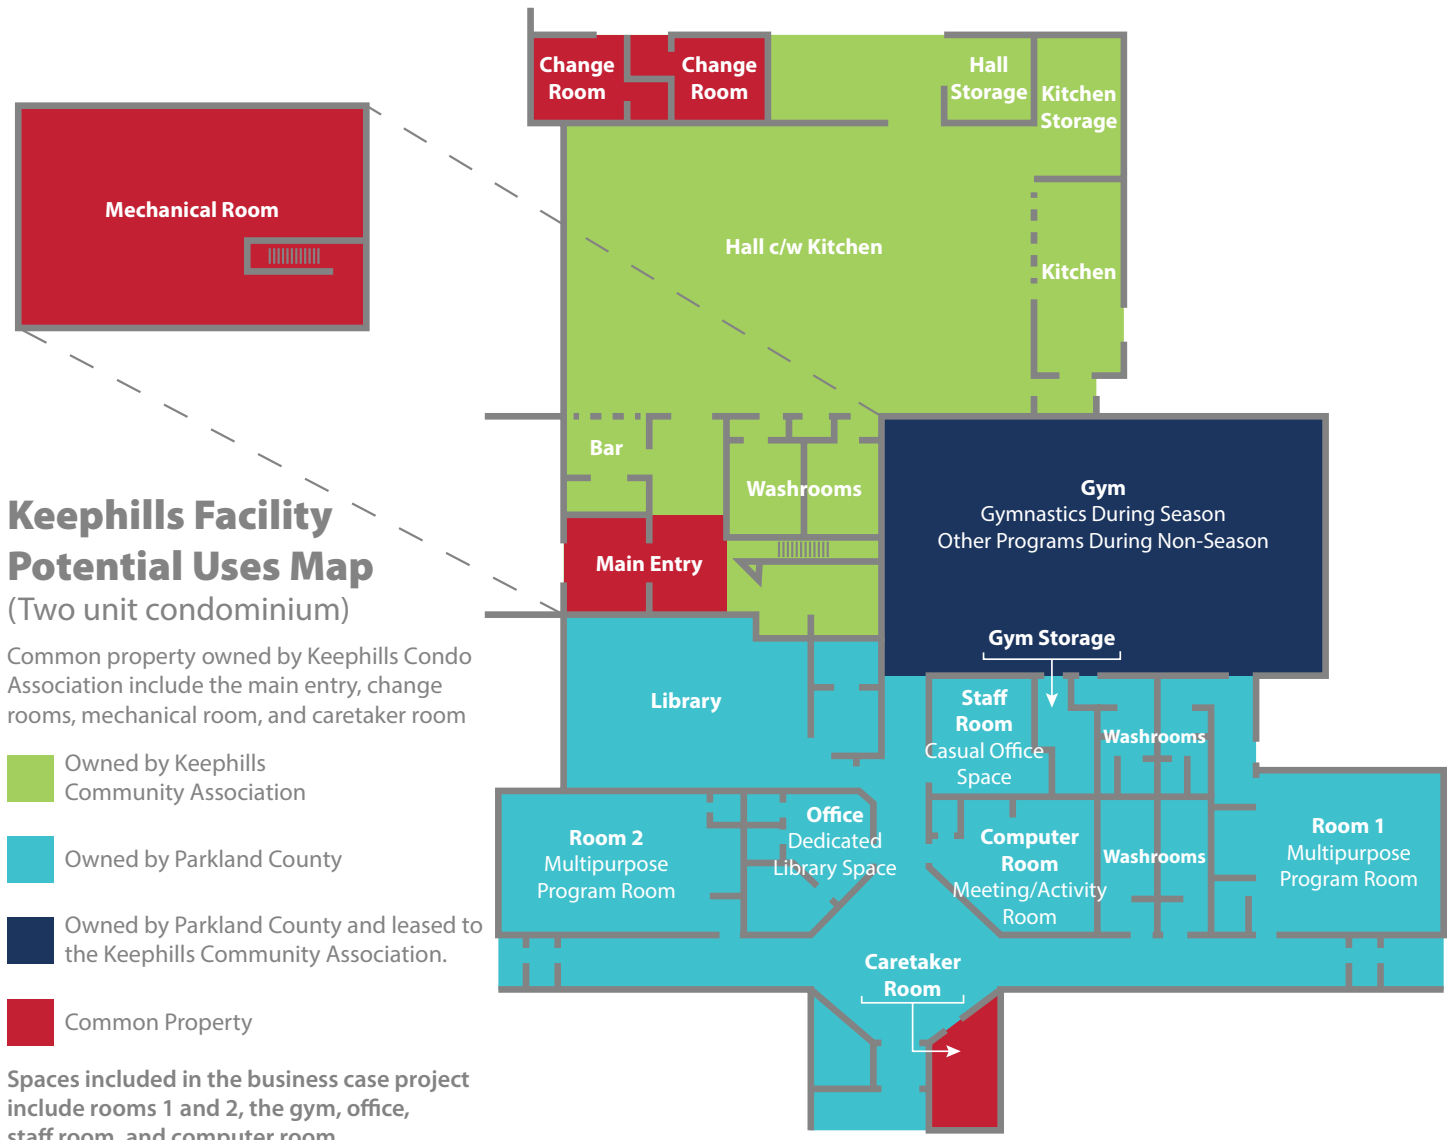 Change
Room
Change
Room
Hall
Storage
Kitchen
Storage
Mechanical Room
Hall c/w Kitchen
Kitchen
Bar
Washrooms
Gym
Gymnastics During Season
Other Programs During Non-Season
Main Entry
Gym Storage
Keephills Facility
Potential Uses Map
(Two unit condominium)
Common property owned by Keephills Condo
Association include the main entry, change
rooms, mechanical room, and caretaker room
Owned by Keephills
Community Association
Owned by Parkland County
Owned by Parkland County and leased to
the Keephills Community Association.
Common Property
Spaces included in the business case project
include rooms 1 and 2, the gym, office,
staff room, and computer room
Library
Staff
Room
Casual Office
Space
Washrooms
Room 2
Multipurpose
Program Room
Office
Dedicated
Library Space
Computer
Room
Meeting/Activity
Room
Washrooms
Room 1
Multipurpose
Program Room
Caretaker
Room